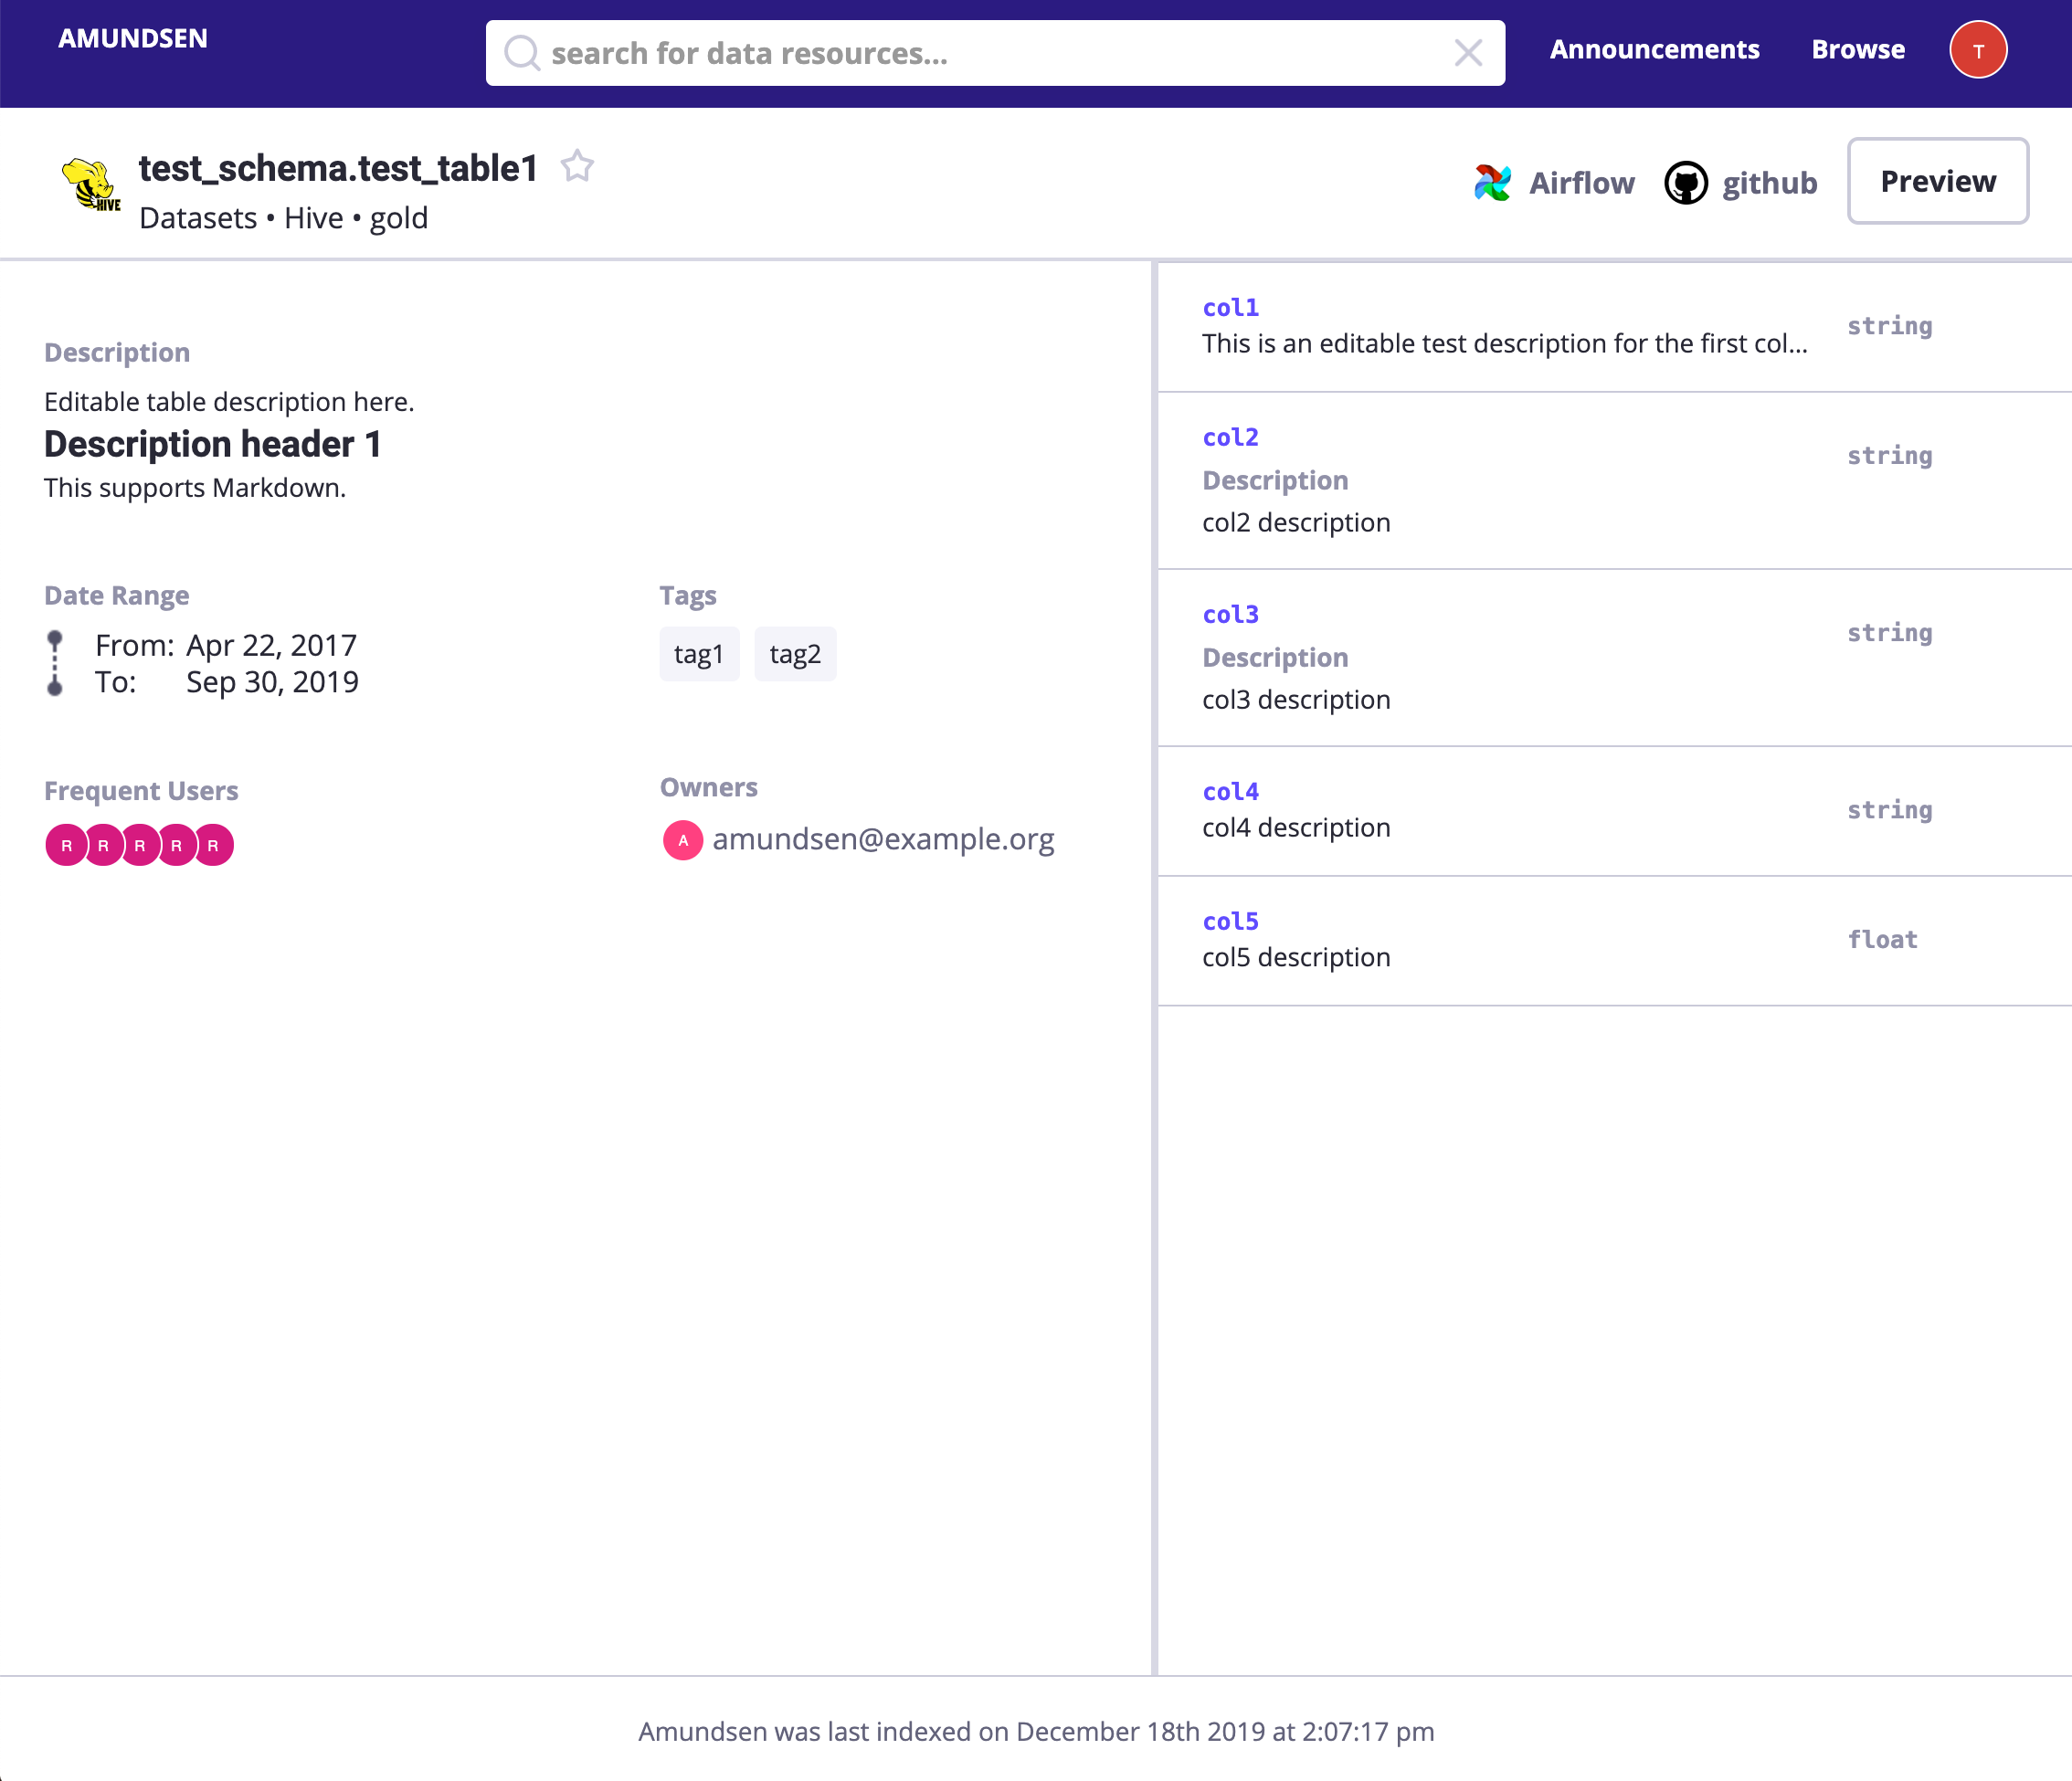 AMUNDSEN
search for data resources...
Announcements
Browse
T
HIVE
test_schema.test_table1
Datasets • Hive • gold
Airflow
github
Preview
Description
Editable table description here.
Description header 1
This supports Markdown.
Date Range
From: Apr 22, 2017
To: Sep 30, 2019
Tags
tag1 tag2
Frequent Users
R R R R R
Owners
A amundsen@example.org
col1
This is an editable test description for the first col...
string
col2
string
Description
col2 description
col3
string
Description
col3 description
col4
col4 description
string
col5
col5 description
float
Amundsen was last indexed on December 18th 2019 at 2:07:17 pm